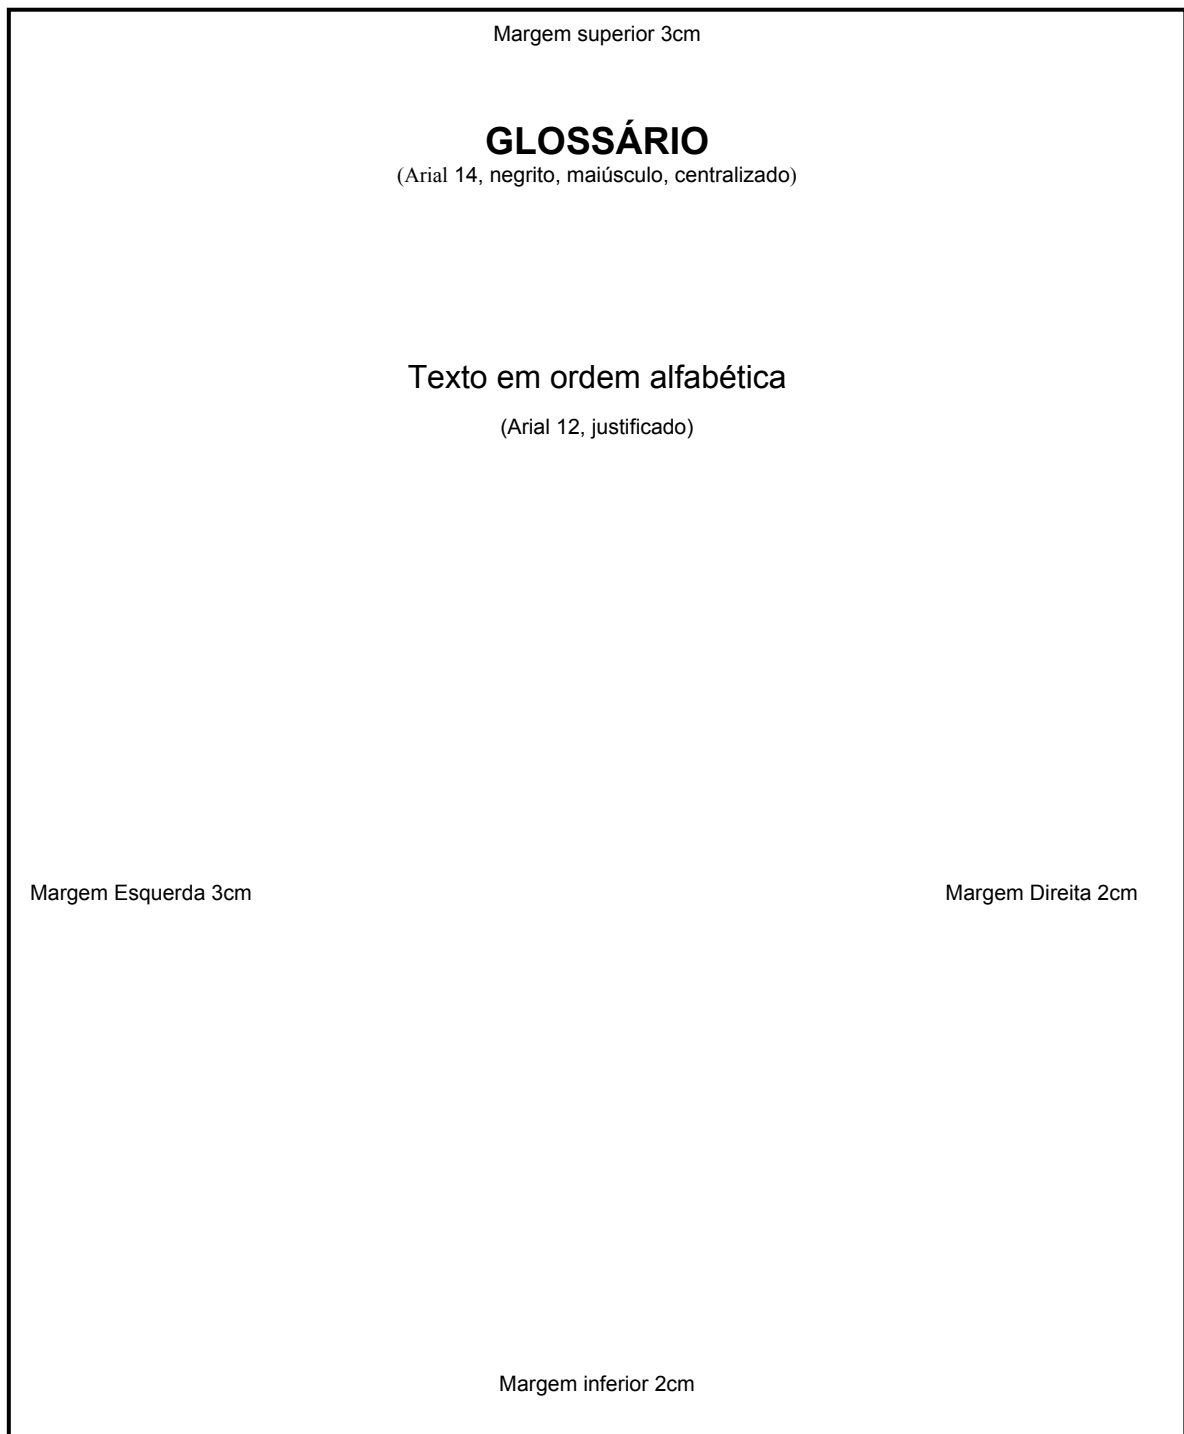 Margem superior 3cm
GLOSSÁRIO
(Arial 14, negrito, maiúsculo, centralizado)
Texto em ordem alfabética
(Arial 12, justificado)
Margem Esquerda 3cm
Margem Direita 2cm
Margem inferior 2cm